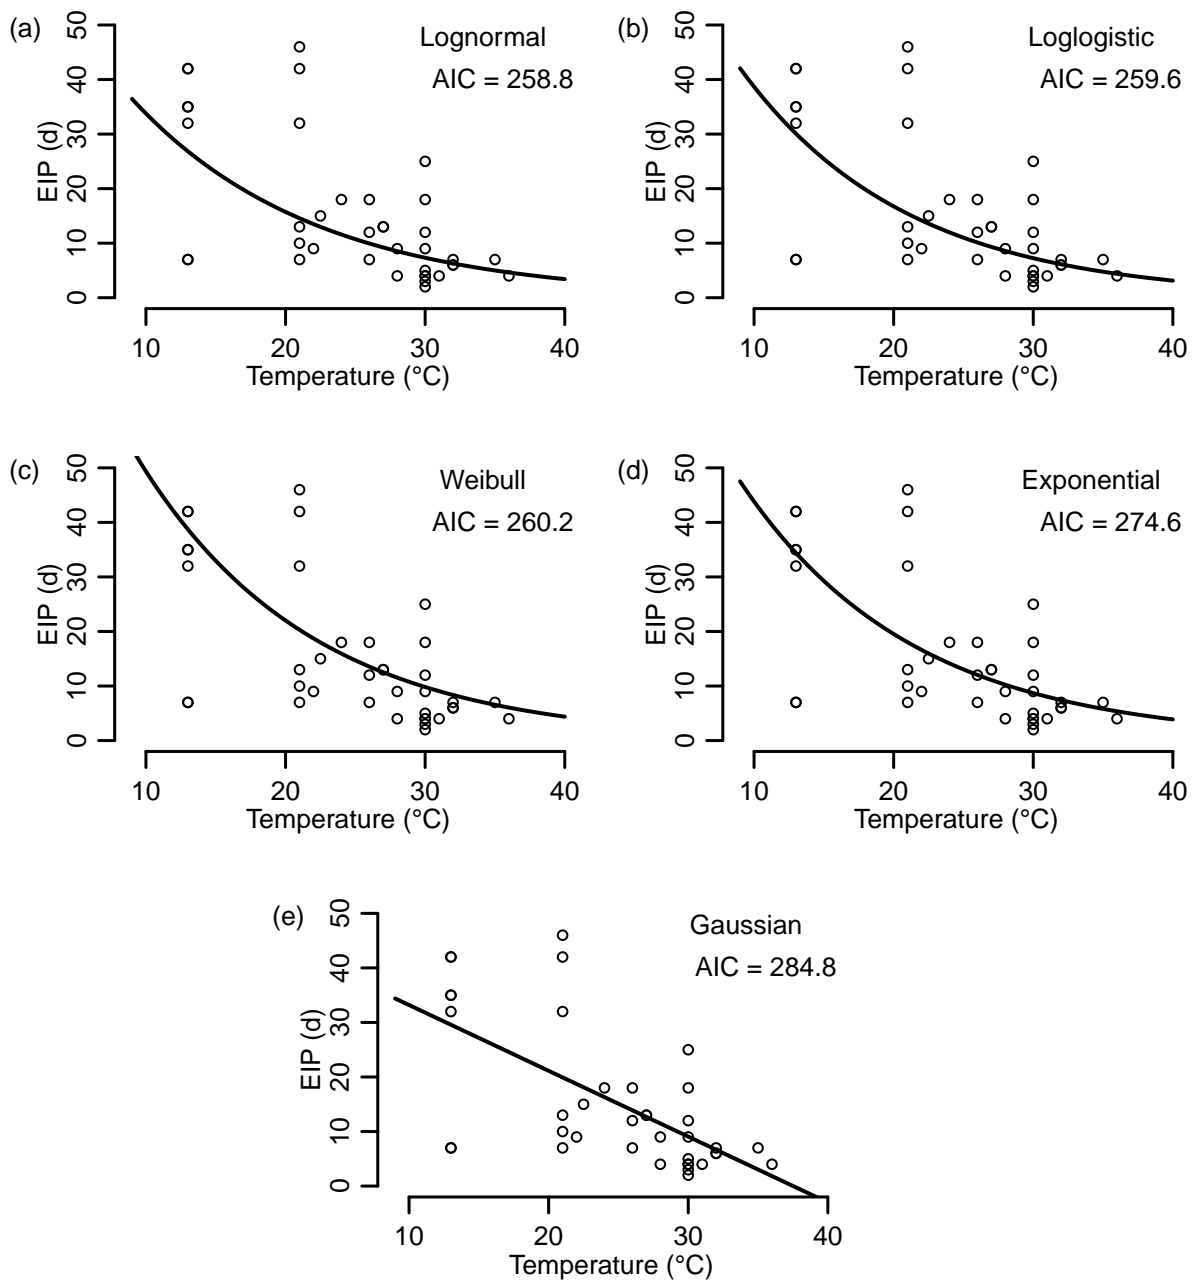 (a)
Lognormal
AIC = 258.8
EIP (d)
0 10 20 30 40 50
10 20 30 40
Temperature (°C)
(b)
Loglogistic
AIC = 259.6
EIP (d)
0 10 20 30 40 50
10 20 30 40
Temperature (°C)
(c)
Weibull
AIC = 260.2
EIP (d)
0 10 20 30 40 50
10 20 30 40
Temperature (°C)
(d)
Exponential
AIC = 274.6
EIP (d)
0 10 20 30 40 50
10 20 30 40
Temperature (°C)
(e)
Gaussian
AIC = 284.8
EIP (d)
0 10 20 30 40 50
10 20 30 40
Temperature (°C)